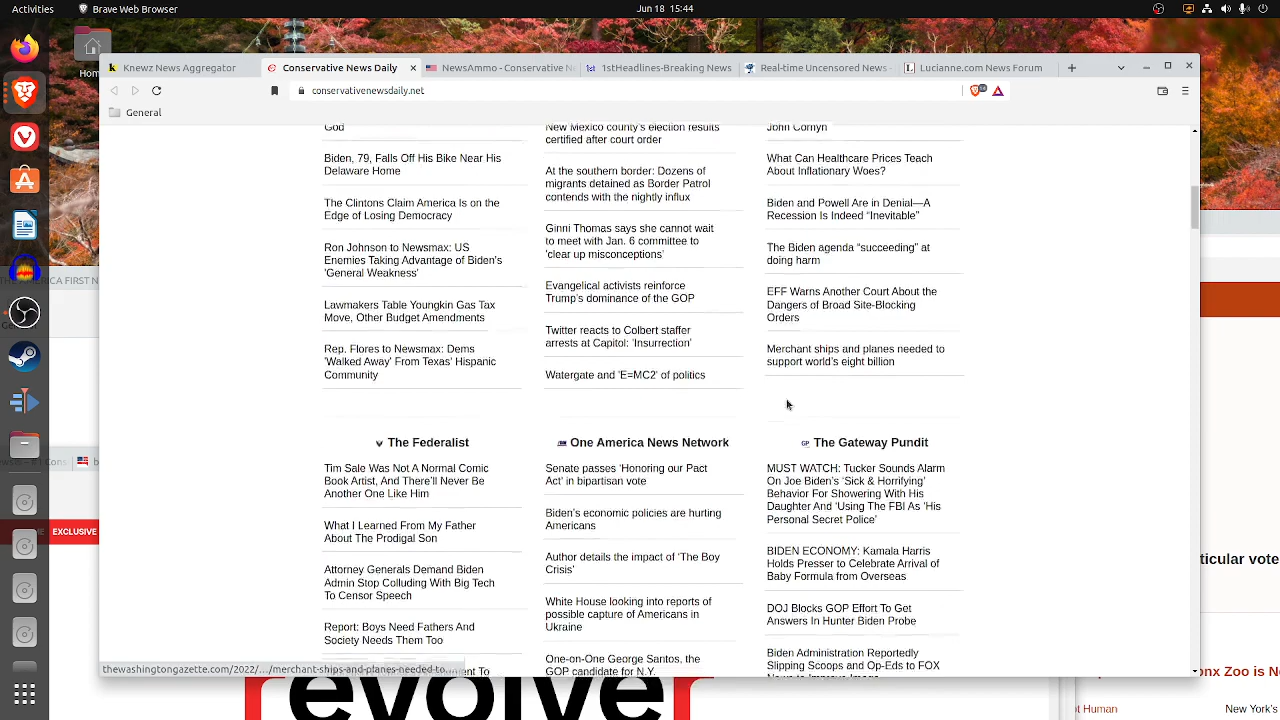 Activities
Brave Web Browser
Jun 18 15:44
Home
Knewz News Aggregator
Conservative News Daily
NewsAmmo - Conservative N
1stHeadlines-Breaking News
Real-time Uncensored News -
Lucianne.com News Forum
conservativenewsdaily.net
General
God
Biden, 79, Falls Off His Bike Near His
Delaware Home
The Clintons Claim America Is on the
Edge of Losing Democracy
Ron Johnson to Newsmax: US
Enemies Taking Advantage of Biden's
'General Weakness'
Lawmakers Table Youngkin Gas Tax
Move, Other Budget Amendments
Rep. Flores to Newsmax: Dems
'Walked Away' From Texas' Hispanic
Community
New Mexico county's election results
certified after court order
At the southern border: Dozens of
migrants detained as Border Patrol
contends with the nightly influx
Ginni Thomas says she cannot wait
to meet with Jan. 6 committee to
'clear up misconceptions'
Evangelical activists reinforce
Trump's dominance of the GOP
Twitter reacts to Colbert staffer
arrests at Capitol: 'Insurrection'
Watergate and 'E=MC2' of politics
John Cornyn
What Can Healthcare Prices Teach
About Inflationary Woes?
Biden and Powell Are in Denial—A
Recession Is Indeed “Inevitable”
The Biden agenda “succeeding” at
doing harm
EFF Warns Another Court About the
Dangers of Broad Site-Blocking
Orders
Merchant ships and planes needed to
support world’s eight billion
The Federalist
Tim Sale Was Not A Normal Comic
Book Artist, And There’ll Never Be
Another One Like Him
What I Learned From My Father
About The Prodigal Son
Attorney Generals Demand Biden
Admin Stop Colluding With Big Tech
To Censor Speech
Report: Boys Need Fathers And
Society Needs Them Too
One America News Network
Senate passes ‘Honoring our Pact
Act’ in bipartisan vote
Biden’s economic policies are hurting
Americans
Author details the impact of ‘The Boy
Crisis’
White House looking into reports of
possible capture of Americans in
Ukraine
One-on-One George Santos, the
GOP candidate for N.Y.
The Gateway Pundit
MUST WATCH: Tucker Sounds Alarm
On Joe Biden’s ‘Sick & Horrifying’
Behavior For Showering With His
Daughter And ‘Using The FBI As ‘His
Personal Secret Police’
BIDEN ECONOMY: Kamala Harris
Holds Presser to Celebrate Arrival of
Baby Formula from Overseas
DOJ Blocks GOP Effort To Get
Answers In Hunter Biden Probe
Biden Administration Reportedly
Slipping Scoops and Op-Eds to FOX
thewashingtongazette.com/2022/…/merchant-ships-and-planes-needed-to…
AMERICA FIRST N
EXCLUSIVE
evolve
ticular vote
onx Zoo is N
t Human
New York's